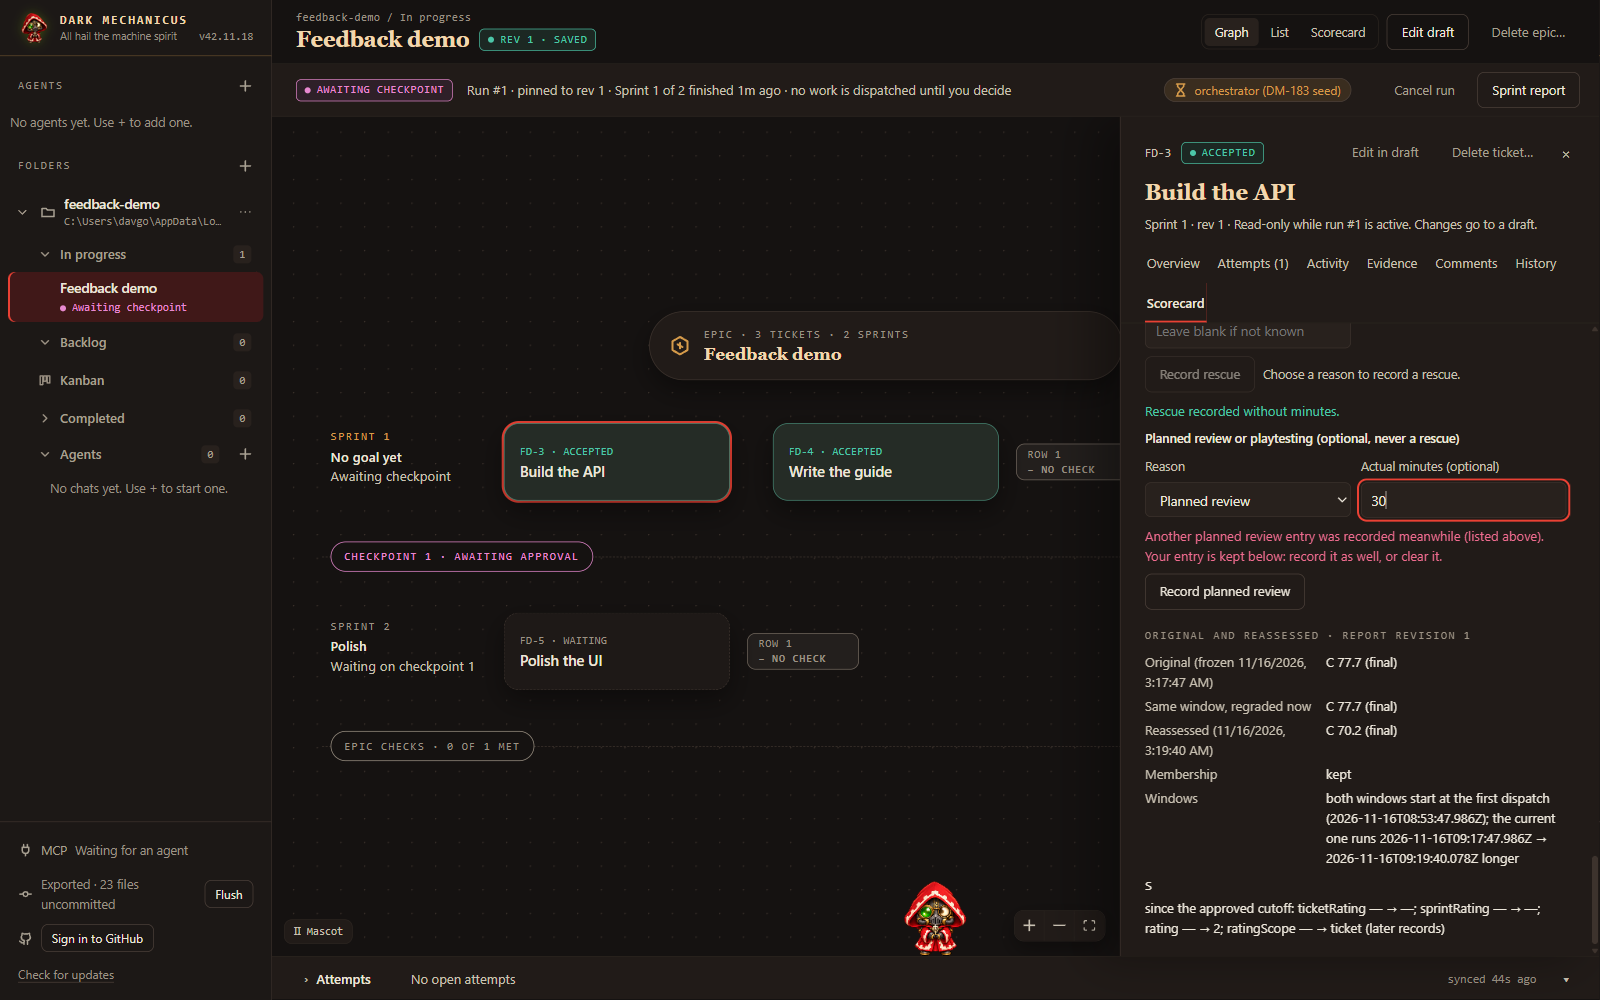 DARK MECHANICUS
All hail the machine spirit v42.11.18
AGENTS
No agents yet. Use + to add one.
FOLDERS
feedback-demo
C:\Users\davgo\AppData\Lo…
In progress 1
Feedback demo
Awaiting checkpoint
Backlog 0
Kanban 0
Completed 0
Agents 0
No chats yet. Use + to start one.
MCP Waiting for an agent
Exported · 23 files
uncommitted
Flush
Sign in to GitHub
Check for updates
feedback-demo / In progress
Feedback demo
REV 1 · SAVED
Graph List Scorecard
Edit draft
Delete epic...
AWAITING CHECKPOINT
Run #1 · pinned to rev 1 · Sprint 1 of 2 finished 1m ago · no work is dispatched until you decide
orchestrator (DM-183 seed)
Cancel run
Sprint report
EPIC · 3 TICKETS · 2 SPRINTS
Feedback demo
SPRINT 1
No goal yet
Awaiting checkpoint
FD-3 · ACCEPTED
Build the API
FD-4 · ACCEPTED
Write the guide
ROW 1
– NO CHECK
CHECKPOINT 1 · AWAITING APPROVAL
SPRINT 2
Polish
Waiting on checkpoint 1
FD-5 · WAITING
Polish the UI
ROW 1
– NO CHECK
EPIC CHECKS · 0 OF 1 MET
Mascot
FD-3
ACCEPTED
Edit in draft
Delete ticket...
Build the API
Sprint 1 · rev 1 · Read-only while run #1 is active. Changes go to a draft.
Overview Attempts (1) Activity Evidence Comments History
Scorecard
Leave blank if not known
Record rescue
Choose a reason to record a rescue.
Rescue recorded without minutes.
Planned review or playtesting (optional, never a rescue)
Reason Actual minutes (optional)
Planned review 30
Another planned review entry was recorded meanwhile (listed above).
Your entry is kept below: record it as well, or clear it.
Record planned review
ORIGINAL AND REASSESSED · REPORT REVISION 1
Original (frozen 11/16/2026, C 77.7 (final)
3:17:47 AM)
Same window, regraded now C 77.7 (final)
Reassessed (11/16/2026, C 70.2 (final)
3:19:40 AM)
Membership kept
Windows both windows start at the first dispatch
(2026-11-16T08:53:47.986Z); the current
one runs 2026-11-16T09:17:47.986Z →
2026-11-16T09:19:40.078Z longer
S
since the approved cutoff: ticketRating — → —; sprintRating — → —;
rating — → 2; ratingScope — → ticket (later records)
Attempts
No open attempts
synced 44s ago